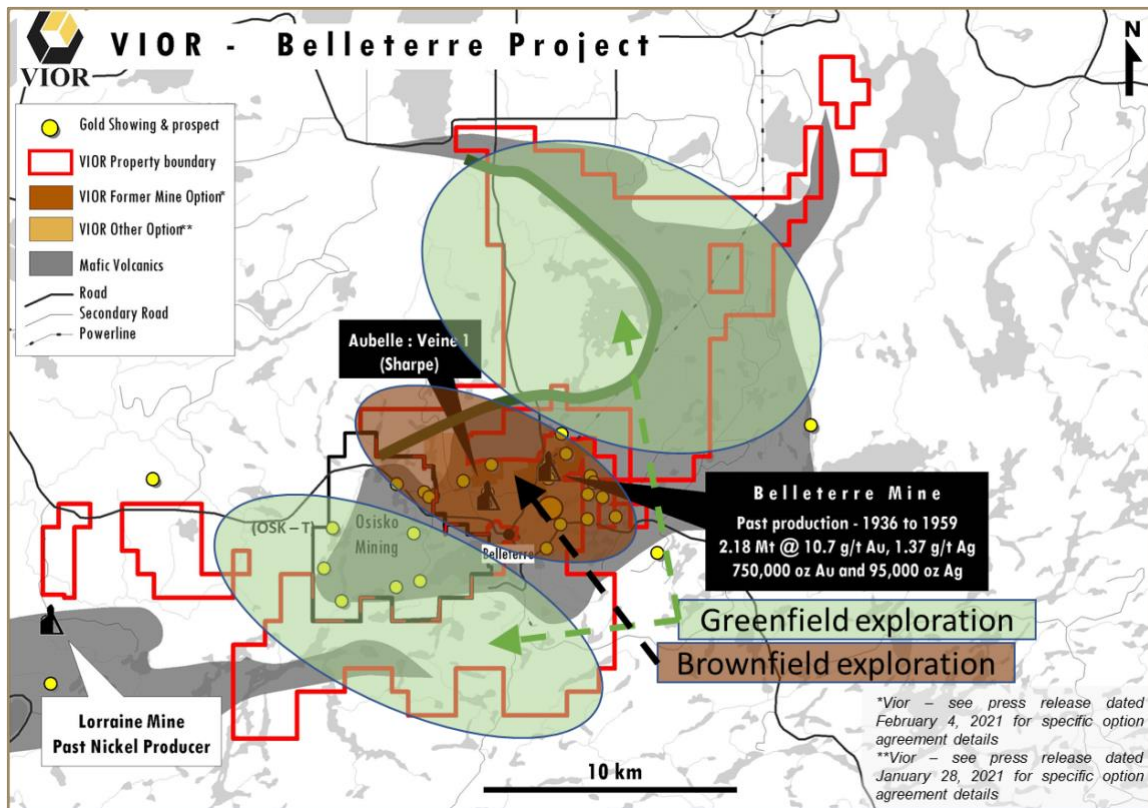 VIOR - Belleterre Project
VIOR
N
Gold Showing & prospect
VIOR Property boundary
VIOR Former Mine Option*
VIOR Other Option**
Mafic Volcanics
Road
Secondary Road
Powerline
Aubelle : Veine 1
(Sharpe)
Belleterre Mine
Past production - 1936 to 1959
2.18 Mt @ 10.7 g/t Au, 1.37 g/t Ag
750,000 oz Au and 95,000 oz Ag
(OSK – T)
Osisko
Mining
Belleterre
Greenfield exploration
Brownfield exploration
Lorraine Mine
Past Nickel Producer
10 km
*Vior – see press release dated
February 4, 2021 for specific option
agreement details
**Vior – see press release dated
January 28, 2021 for specific option
agreement details